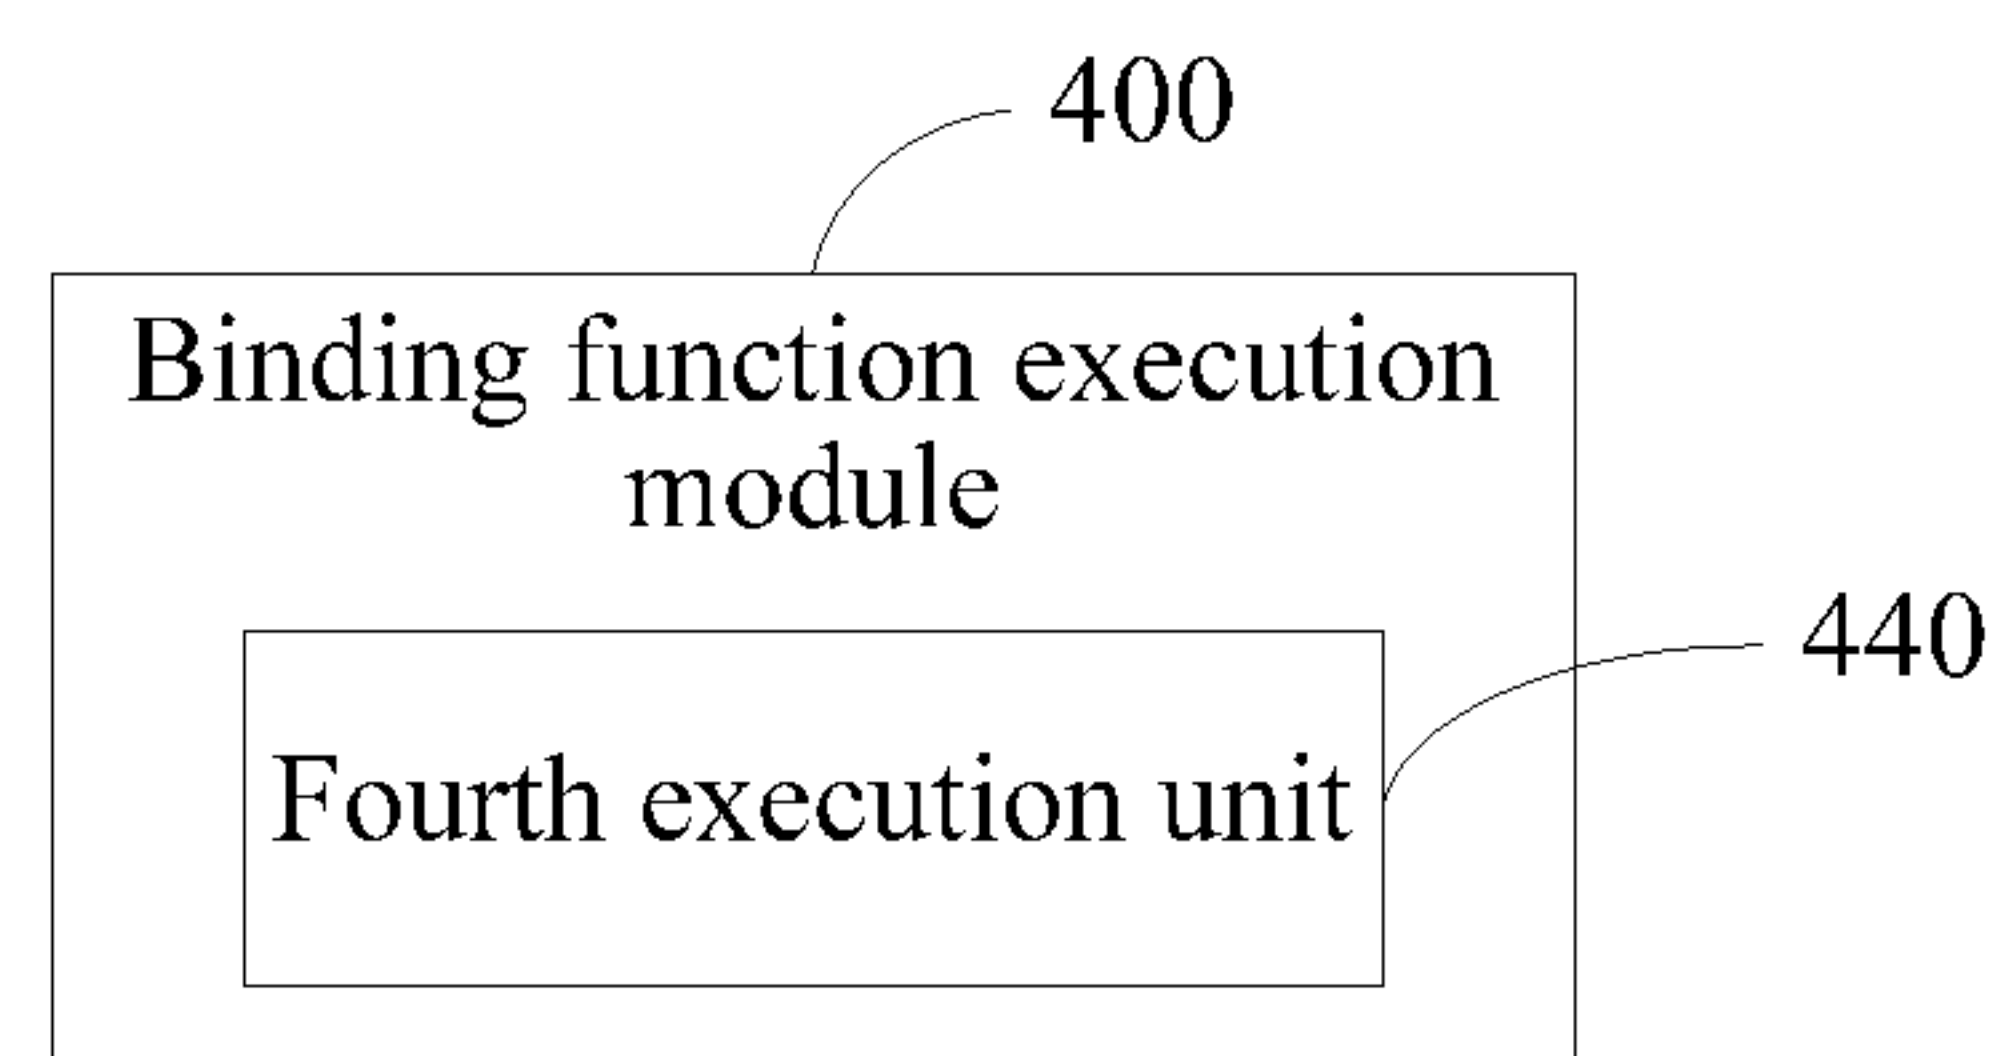 400
Binding function execution
module
440
Fourth execution unit